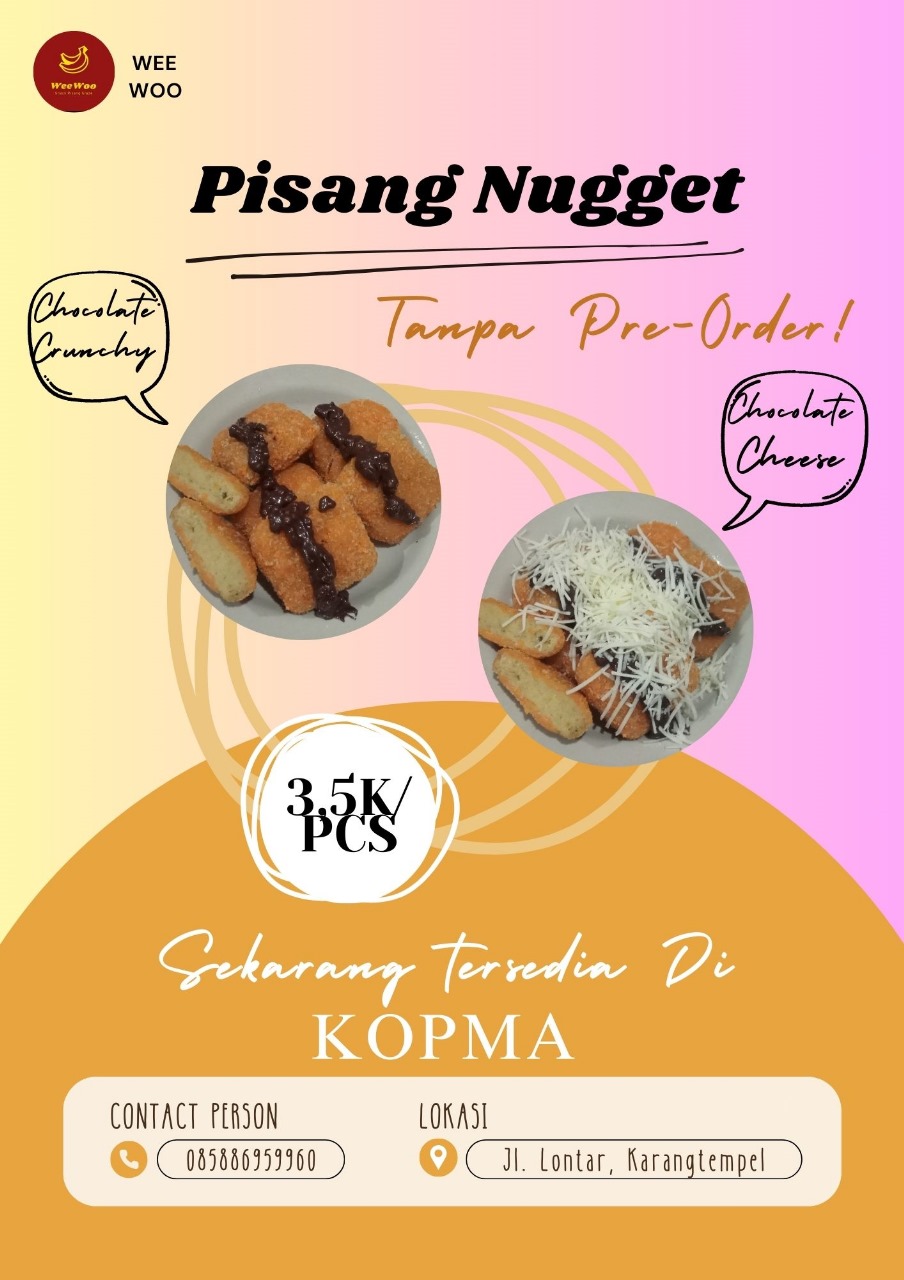 WeeWoo
WEE
WOO
Pisang Nugget
Tanpa Pre-Order!
Chocolate
Crunchy
Chocolate
Cheese
3,5K/
PCS
Sekarang Tersedia Di
KOPMA
CONTACT PERSON
085886959960
LOKASI
Jl. Lontar, Karangtempel